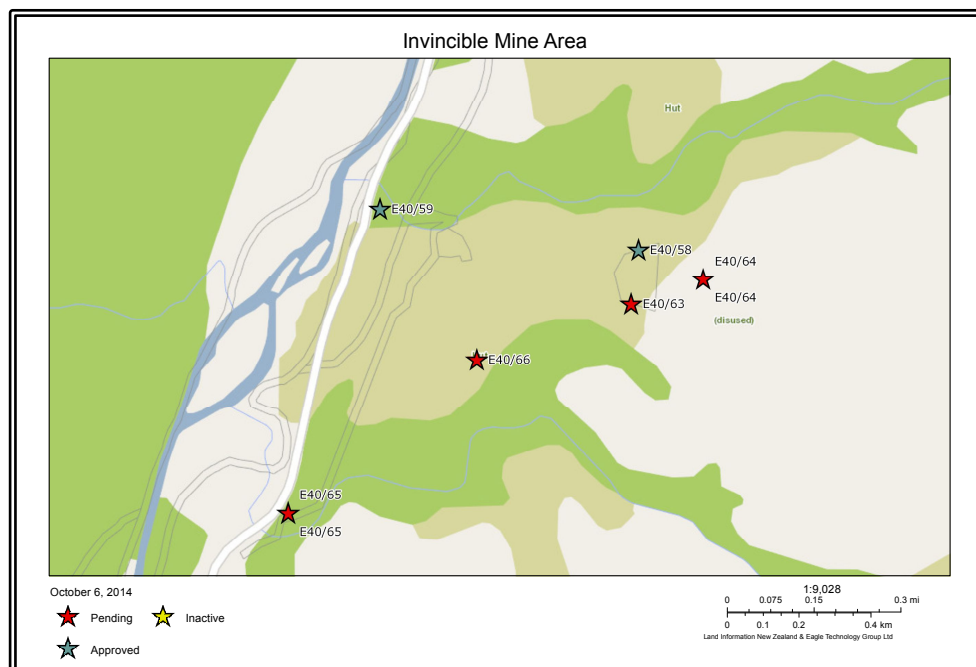 Invincible Mine Area
Hut
E40/59
E40/58
E40/64
E40/64
E40/63
(disused)
E40/66
E40/65
E40/65
October 6, 2014
Pending
Inactive
Approved
1:9,028
0 0.075 0.15 0.3 mi
0 0.1 0.2 0.4 km
Land Information New Zealand & Eagle Technology Group Ltd